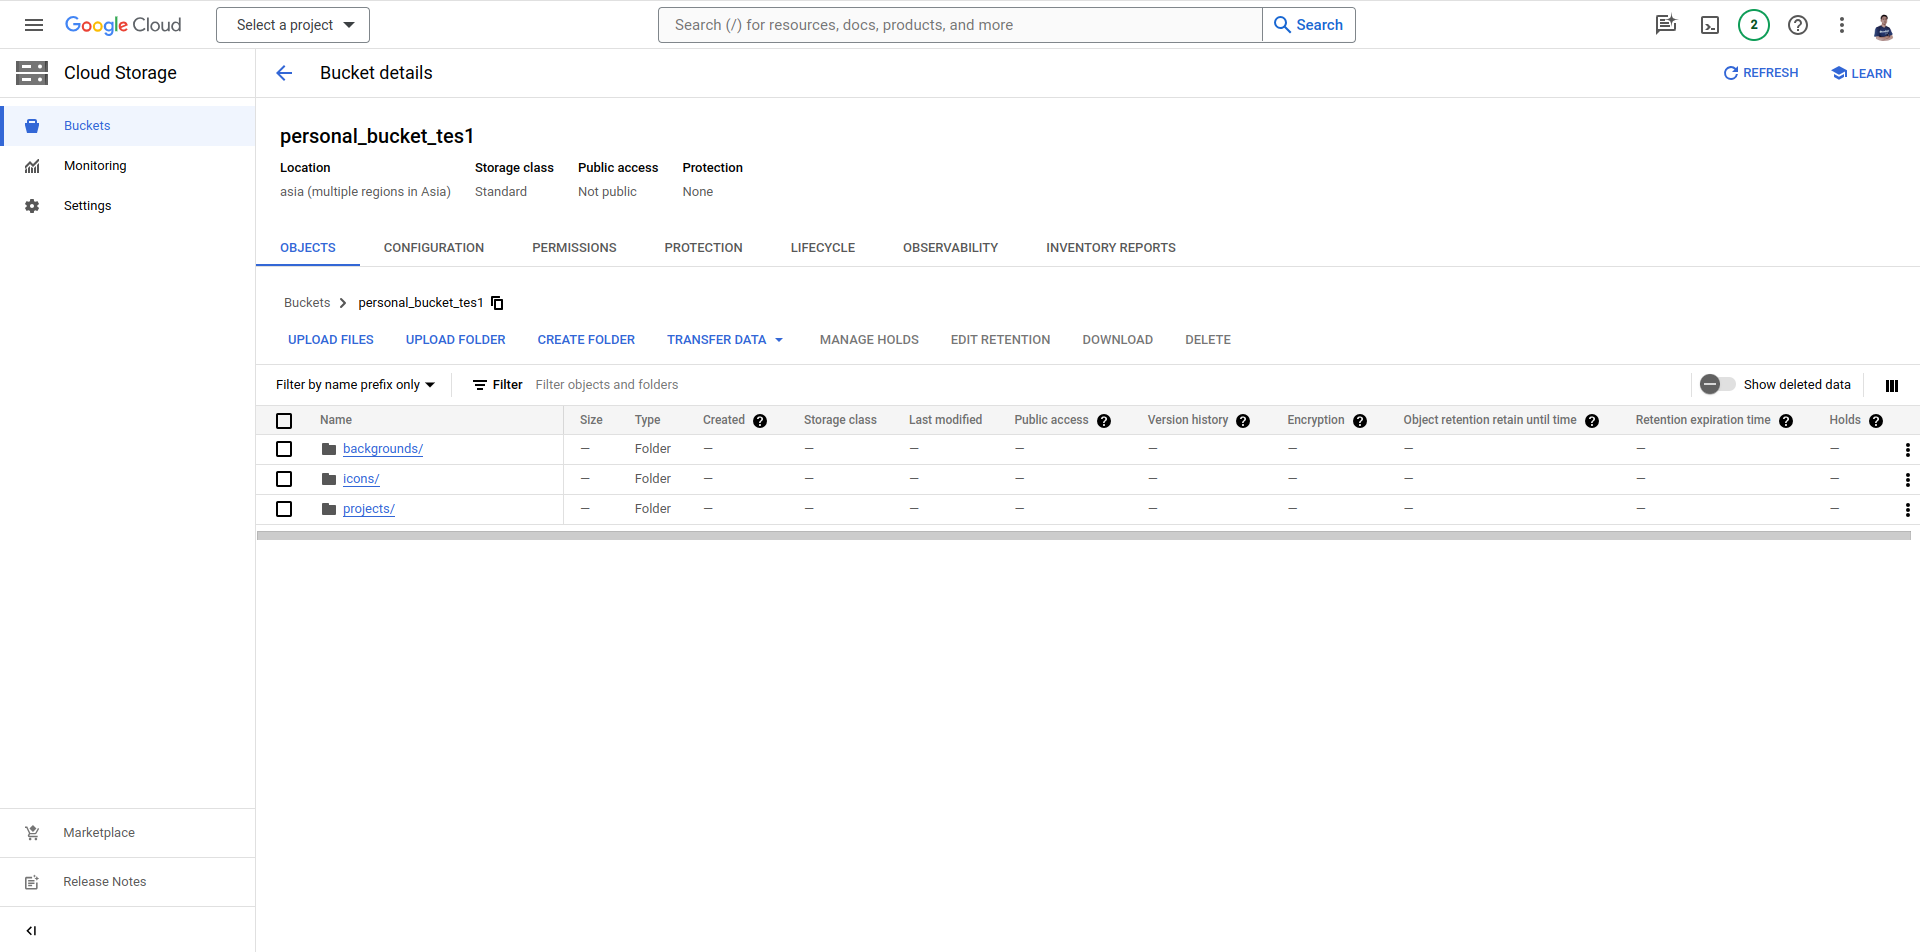 Google Cloud
Select a project
Search (/) for resources, docs, products, and more
Search
2
Cloud Storage
Bucket details
REFRESH
LEARN
Buckets
Monitoring
Settings
personal_bucket_tes1
Location Storage class Public access Protection
asia (multiple regions in Asia) Standard Not public None
OBJECTS CONFIGURATION PERMISSIONS PROTECTION LIFECYCLE OBSERVABILITY INVENTORY REPORTS
Buckets personal_bucket_tes1
UPLOAD FILES UPLOAD FOLDER CREATE FOLDER TRANSFER DATA MANAGE HOLDS EDIT RETENTION DOWNLOAD DELETE
Filter by name prefix only Filter Filter objects and folders Show deleted data
Name Size Type Created Storage class Last modified Public access Version history Encryption Object retention retain until time Retention expiration time Holds
backgrounds/ — Folder — — — — — — — — —
icons/ — Folder — — — — — — — — —
projects/ — Folder — — — — — — — — —
Marketplace
Release Notes